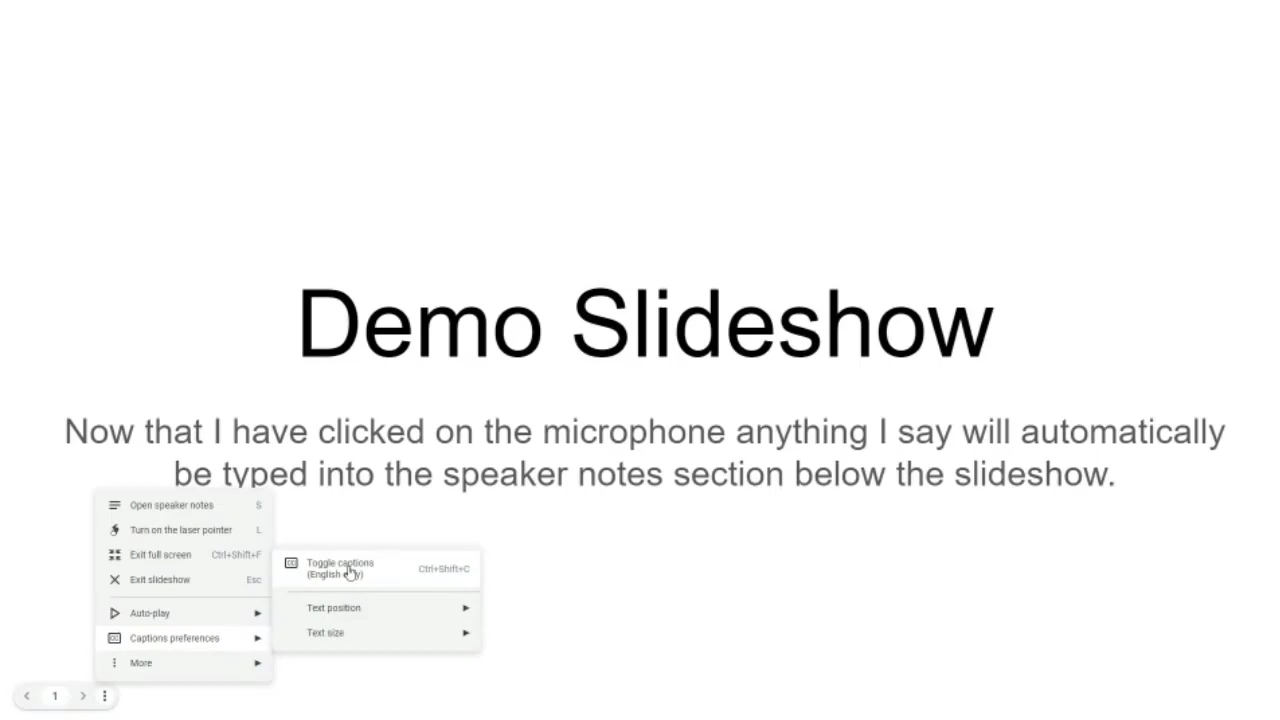 Demo Slideshow
Now that I have clicked on the microphone anything I say will automatically
be typed into the speaker notes section below the slideshow.
Open speaker notes S
Turn on the laser pointer L
Exit full screen Ctrl+Shift+F
Exit slideshow Esc
Auto-play
Captions preferences
More
Toggle captions Ctrl+Shift+C
(English
Text position
Text size
1